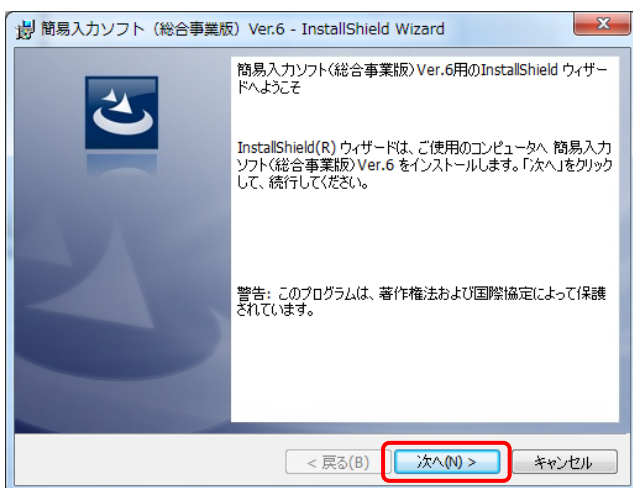 簡易入力ソフト（総合事業版）Ver.6 - InstallShield Wizard
簡易入力ソフト(総合事業版)Ver.6用のInstallShield ウィザー
ドへようこそ
InstallShield(R) ウィザードは、ご使用のコンピュータへ 簡易入力
ソフト(総合事業版)Ver.6 をインストールします。「次へ」をクリック
して、続行してください。
警告: このプログラムは、著作権法および国際協定によって保護
されています。
< 戻る(B) 次へ(N) > キャンセル